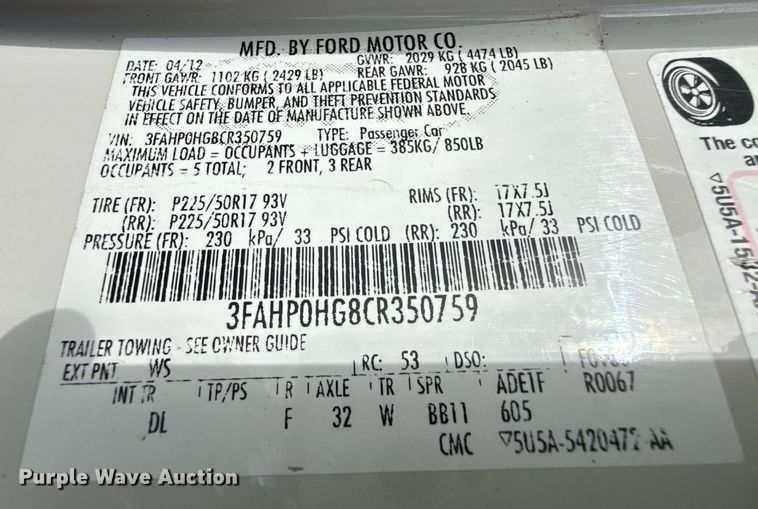 MFD. BY FORD MOTOR CO.
DATE: 04/12 GVWR: 2029 KG (4474 LB)
FRONT GAWR: 1102 KG (2429 LB) REAR GAWR: 928 KG (2045 LB)
THIS VEHICLE CONFORMS TO ALL APPLICABLE FEDERAL MOTOR
VEHICLE SAFETY, BUMPER, AND THEFT PREVENTION STANDARDS
IN EFFECT ON THE DATE OF MANUFACTURE SHOWN ABOVE.
VIN: 3FAHP0HG8CR350759 TYPE: Passenger Car
MAXIMUM LOAD = OCCUPANTS + LUGGAGE = 385KG/ 850LB
OCCUPANTS = 5 TOTAL; 2 FRONT, 3 REAR
TIRE (FR): P225/50R17 93V RIMS (FR): 17X7.5J
(RR): P225/50R17 93V (RR): 17X7.5J
PRESSURE (FR): 230 kPa/ 33 PSI COLD (RR): 230 kPa/ 33 PSI COLD
3FAHP0HG8CR350759
TRAILER TOWING - SEE OWNER GUIDE
EXT PNT WS RC: 53 DSO:
INT TR TP/PS R AXLE TR SPR ADETF R0067
DL F 32 W BB11 605
CMC 5U5A-5420472-AA
The co
Purple Wave Auction